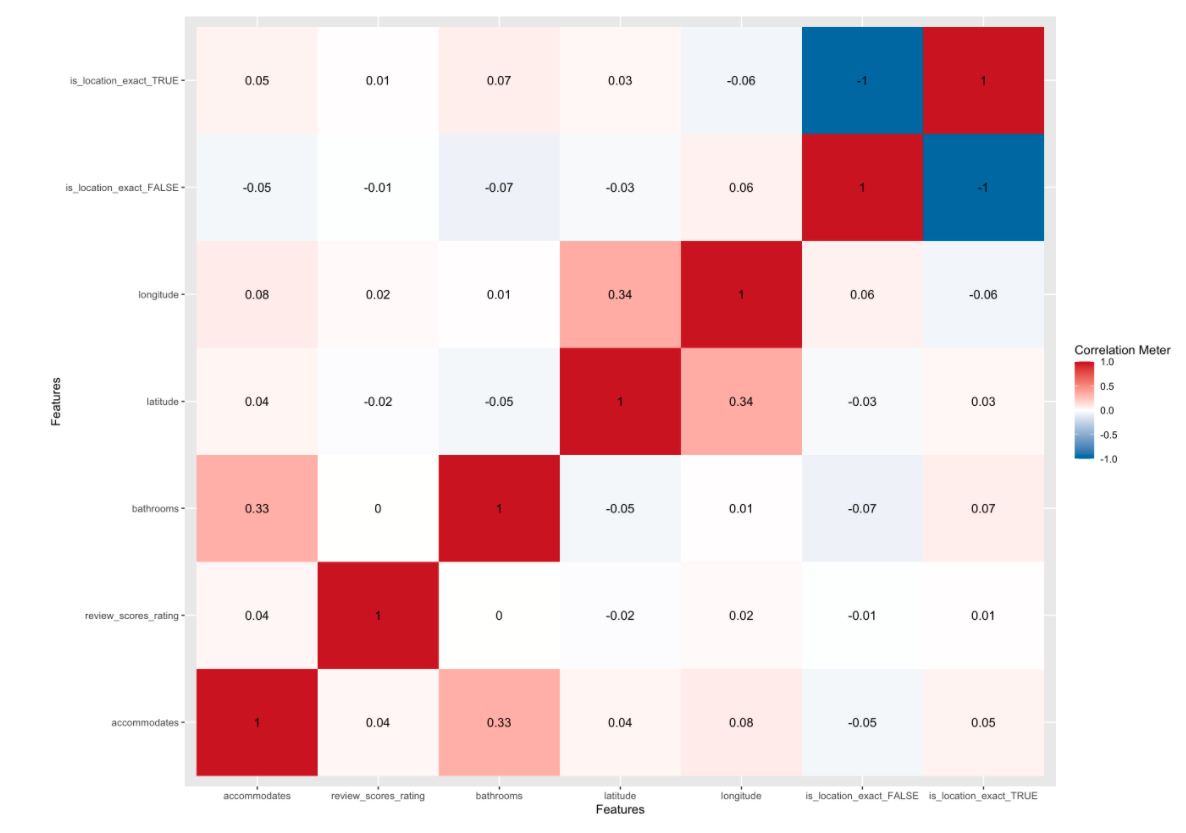 is_location_exact_TRUE 0.05 0.01 0.07 0.03 -0.06 -1 1
is_location_exact_FALSE -0.05 -0.01 -0.07 -0.03 0.06 1 -1
longitude 0.08 0.02 0.01 0.34 1 0.06 -0.06
latitude 0.04 -0.02 -0.05 1 0.34 -0.03 0.03
bathrooms 0.33 0 1 -0.05 0.01 -0.07 0.07
review_scores_rating 0.04 1 0 -0.02 0.02 -0.01 0.01
accommodates 1 0.04 0.33 0.04 0.08 -0.05 0.05
accommodates review_scores_rating bathrooms latitude longitude is_location_exact_FALSE is_location_exact_TRUE
Features
Features
Correlation Meter
1.0
0.5
0.0
-0.5
-1.0